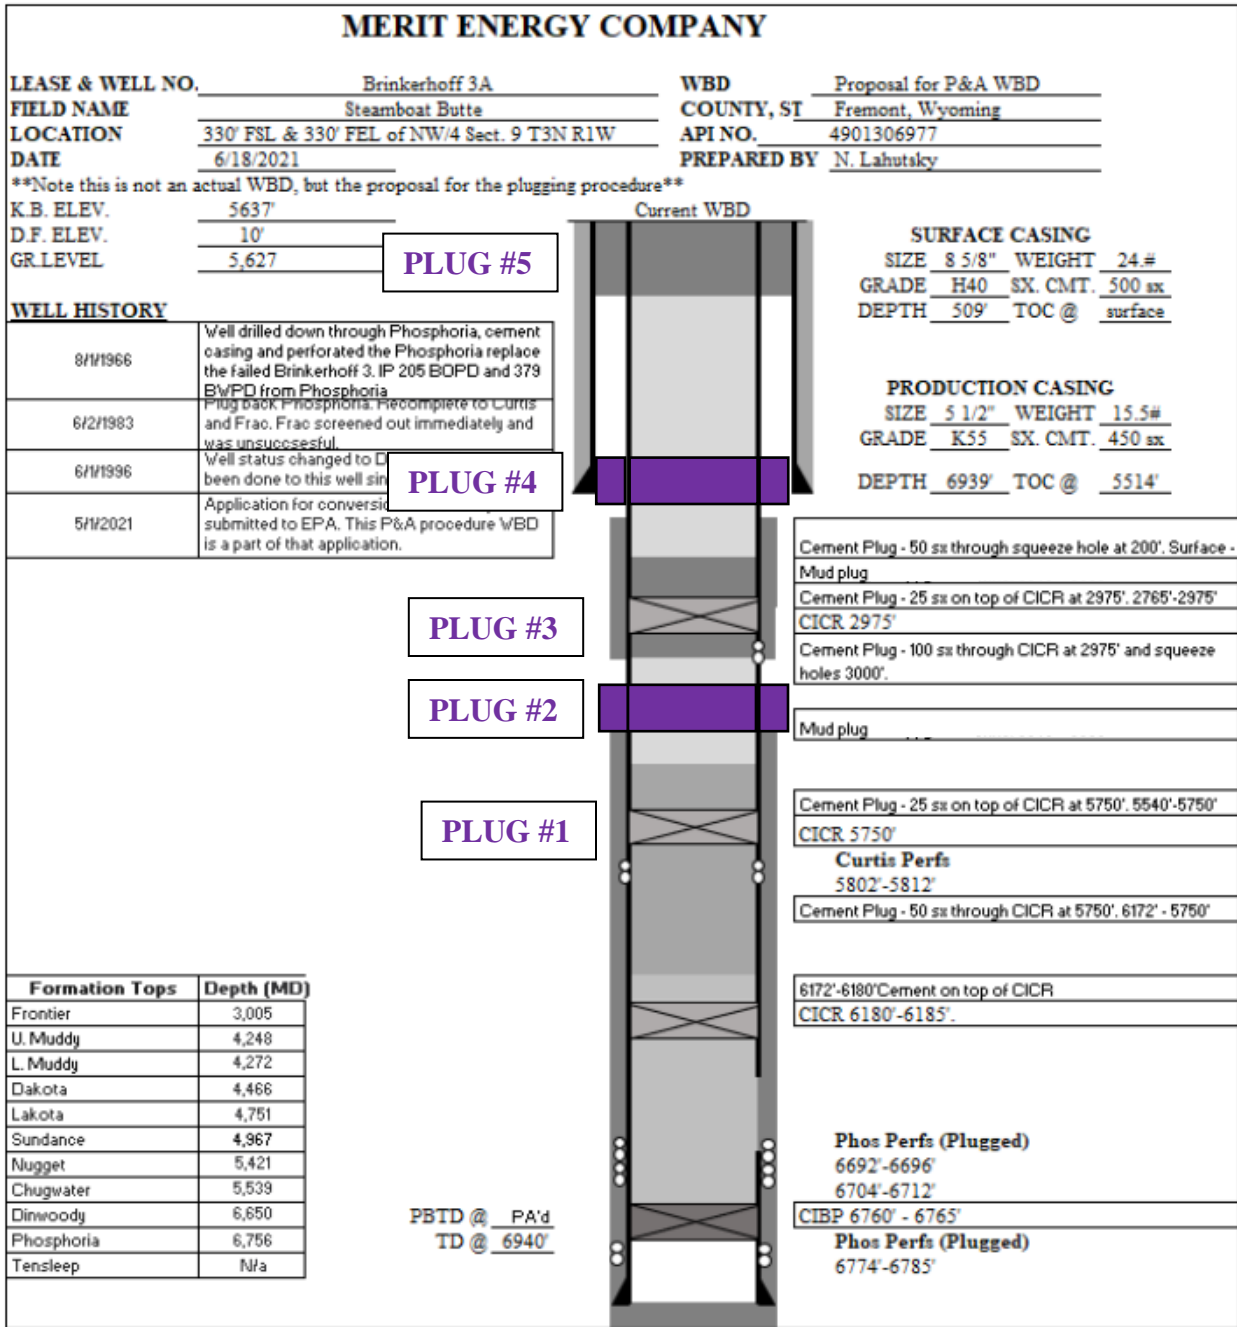 MERIT ENERGY COMPANY
LEASE & WELL NO. Brinkerhoff 3A WBD Proposal for P&A WBD
FIELD NAME Steamboat Butte COUNTY, ST Fremont, Wyoming
LOCATION 330' FSL & 330' FEL of NW/4 Sect. 9 T3N R1W API NO. 4901306977
DATE 6/18/2021 PREPARED BY N. Lahutsky
**Note this is not an actual WBD, but the proposal for the plugging procedure**
K.B. ELEV. 5637'
D.F. ELEV. 10'
GR.LEVEL 5,627
Current WBD
PLUG #5
SURFACE CASING
SIZE 8 5/8" WEIGHT 24.#
GRADE H40 SX. CMT. 500 sx
DEPTH 509' TOC @ surface
PRODUCTION CASING
SIZE 5 1/2" WEIGHT 15.5#
GRADE K55 SX. CMT. 450 sx
DEPTH 6939' TOC @ 5514'
WELL HISTORY
8/1/1966 Well drilled down through Phosphoria, cement
casing and perforated the Phosphoria replace
the failed Brinkerhoff 3. IP 205 BOPD and 379
BWPD from Phosphoria
6/2/1983 Plug back Phosphoria. Recomplete to Curtis
and Frac. Frac screened out immediately and
was unsuccsesful.
6/1/1996 Well status changed to D
been done to this well sin
5/1/2021 Application for conversio
submitted to EPA. This P&A procedure WBD
is a part of that application.
PLUG #4
PLUG #3
PLUG #2
PLUG #1
Cement Plug - 50 sx through squeeze hole at 200'. Surface -
Mud plug
Cement Plug - 25 sx on top of CICR at 2975'. 2765'-2975'
CICR 2975'
Cement Plug - 100 sx through CICR at 2975' and squeeze
holes 3000'.
Mud plug
Cement Plug - 25 sx on top of CICR at 5750'. 5540'-5750'
CICR 5750'
Curtis Perfs
5802'-5812'
Cement Plug - 50 sx through CICR at 5750'. 6172' - 5750'
6172'-6180'Cement on top of CICR
CICR 6180'-6185'.
Phos Perfs (Plugged)
6692'-6696'
6704'-6712'
CIBP 6760' - 6765'
Phos Perfs (Plugged)
6774'-6785'
Formation Tops Depth (MD)
Frontier 3,005
U. Muddy 4,248
L. Muddy 4,272
Dakota 4,466
Lakota 4,751
Sundance 4,967
Nugget 5,421
Chugwater 5,539
Dinwoody 6,650
Phosphoria 6,756
Tensleep N/a
PBTD @ PA'd
TD @ 6940'